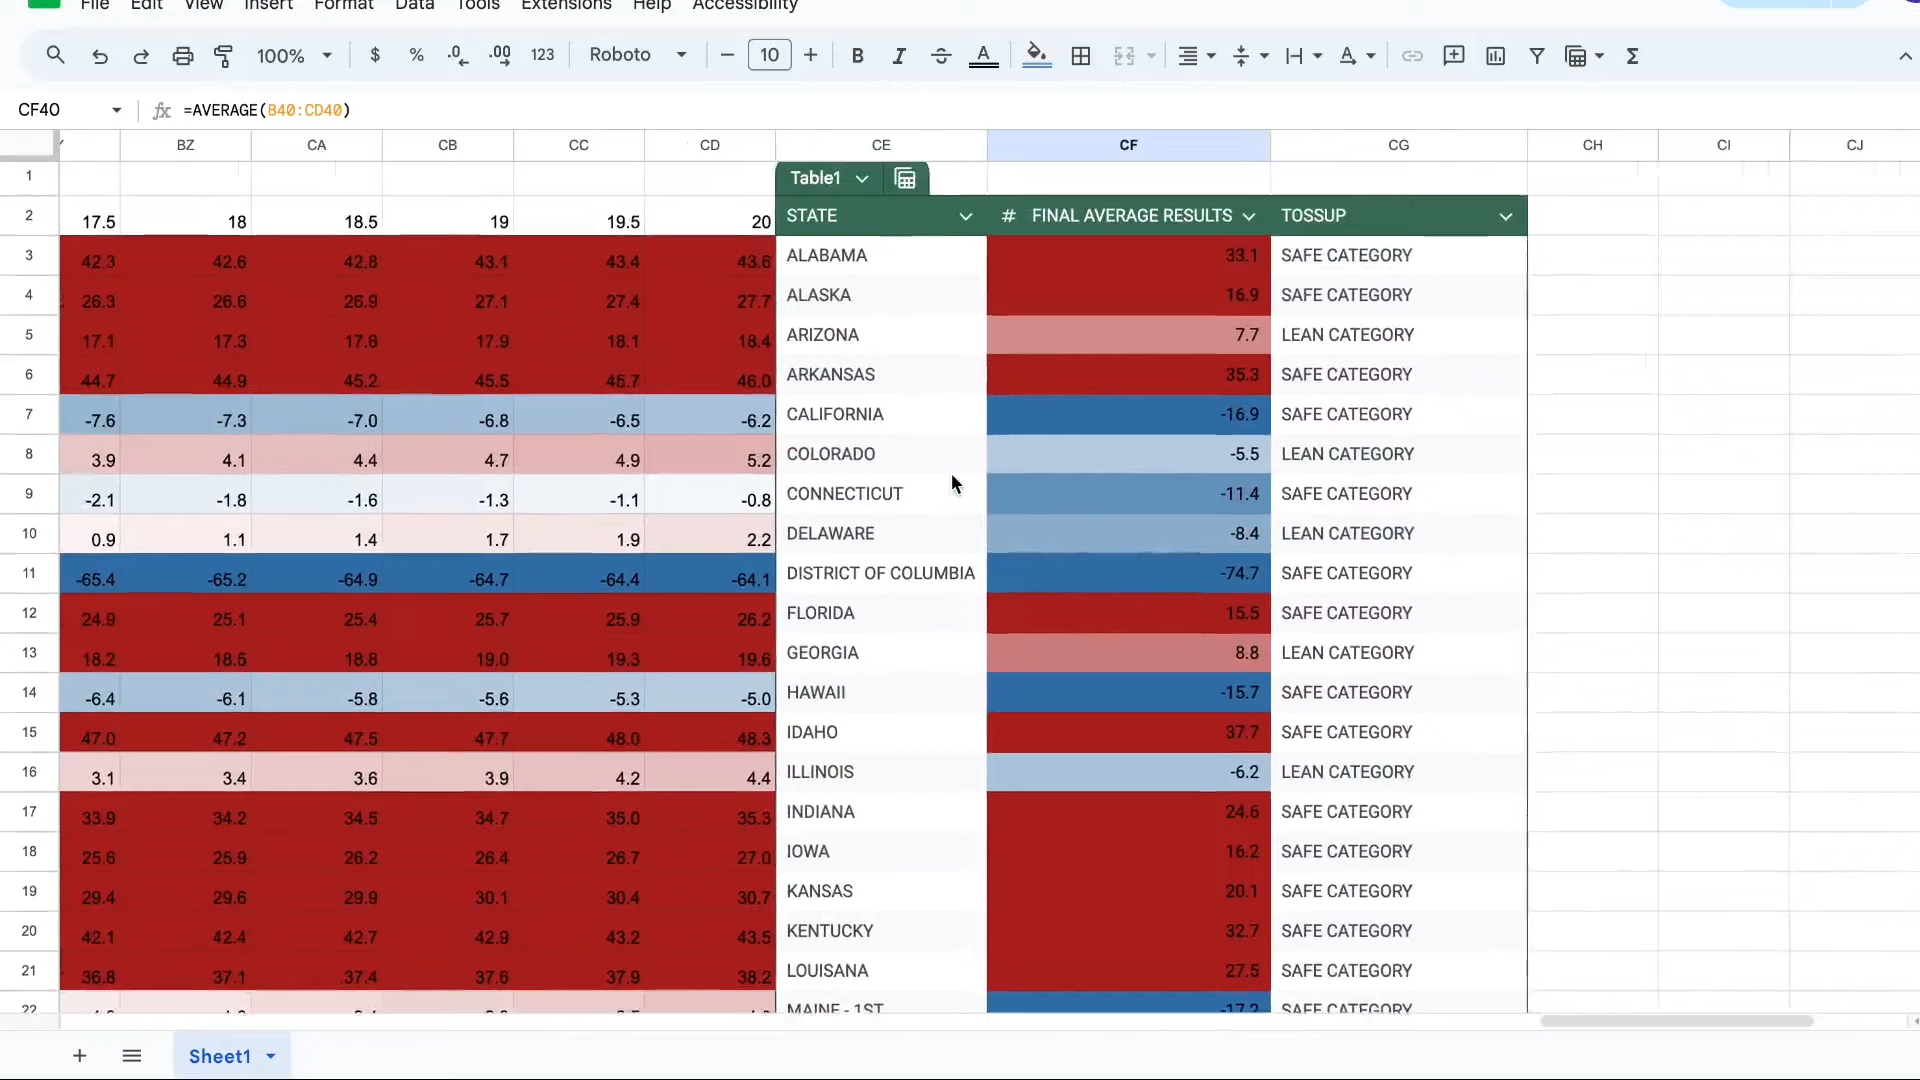 File Edit View Insert Format Data Tools Extensions Help Accessibility
100% $ % .0 .00 123 Roboto - 10 + B I S A A Σ
CF40 fx =AVERAGE(B40:CD40)
BZ CA CB CC CD CE CF CG CH CI CJ
1 Table1
2 17.5 18 18.5 19 19.5 20 STATE # FINAL AVERAGE RESULTS TOSSUP
3 42.3 42.6 42.8 43.1 43.4 43.6 ALABAMA 33.1 SAFE CATEGORY
4 26.3 26.6 26.9 27.1 27.4 27.7 ALASKA 16.9 SAFE CATEGORY
5 17.1 17.3 17.6 17.9 18.1 18.4 ARIZONA 7.7 LEAN CATEGORY
6 44.7 44.9 45.2 45.5 45.7 46.0 ARKANSAS 35.3 SAFE CATEGORY
7 -7.6 -7.3 -7.0 -6.8 -6.5 -6.2 CALIFORNIA -16.9 SAFE CATEGORY
8 3.9 4.1 4.4 4.7 4.9 5.2 COLORADO -5.5 LEAN CATEGORY
9 -2.1 -1.8 -1.6 -1.3 -1.1 -0.8 CONNECTICUT -11.4 SAFE CATEGORY
10 0.9 1.1 1.4 1.7 1.9 2.2 DELAWARE -8.4 LEAN CATEGORY
11 -65.4 -65.2 -64.9 -64.7 -64.4 -64.1 DISTRICT OF COLUMBIA -74.7 SAFE CATEGORY
12 24.9 25.1 25.4 25.7 25.9 26.2 FLORIDA 15.5 SAFE CATEGORY
13 18.2 18.5 18.8 19.0 19.3 19.6 GEORGIA 8.8 LEAN CATEGORY
14 -6.4 -6.1 -5.8 -5.6 -5.3 -5.0 HAWAII -15.7 SAFE CATEGORY
15 47.0 47.2 47.5 47.7 48.0 48.3 IDAHO 37.7 SAFE CATEGORY
16 3.1 3.4 3.6 3.9 4.2 4.4 ILLINOIS -6.2 LEAN CATEGORY
17 33.9 34.2 34.5 34.7 35.0 35.3 INDIANA 24.6 SAFE CATEGORY
18 25.6 25.9 26.2 26.4 26.7 27.0 IOWA 16.2 SAFE CATEGORY
19 29.4 29.6 29.9 30.1 30.4 30.7 KANSAS 20.1 SAFE CATEGORY
20 42.1 42.4 42.7 42.9 43.2 43.5 KENTUCKY 32.7 SAFE CATEGORY
21 36.8 37.1 37.4 37.6 37.9 38.2 LOUISANA 27.5 SAFE CATEGORY
22 MAINE - 1ST -17.2 SAFE CATEGORY
+ Sheet1